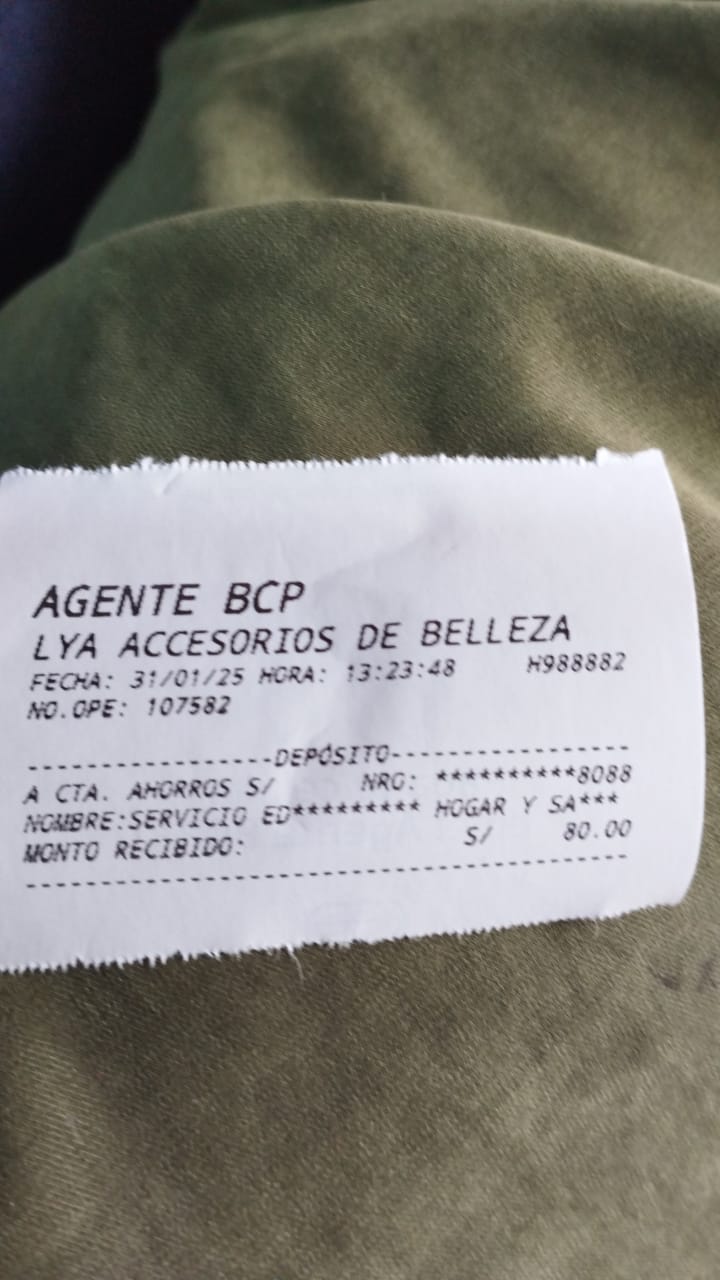 AGENTE BCP
LYA ACCESORIOS DE BELLEZA
FECHA: 31/01/25 HORA: 13:23:48 H988882
NO.OPE: 107582
-----------------DEPÓSITO-----------------
A CTA. AHORROS S/ NRO: **********8088
NOMBRE:SERVICIO ED********* HOGAR Y SA***
MONTO RECIBIDO: S/ 80.00
------------------------------------------